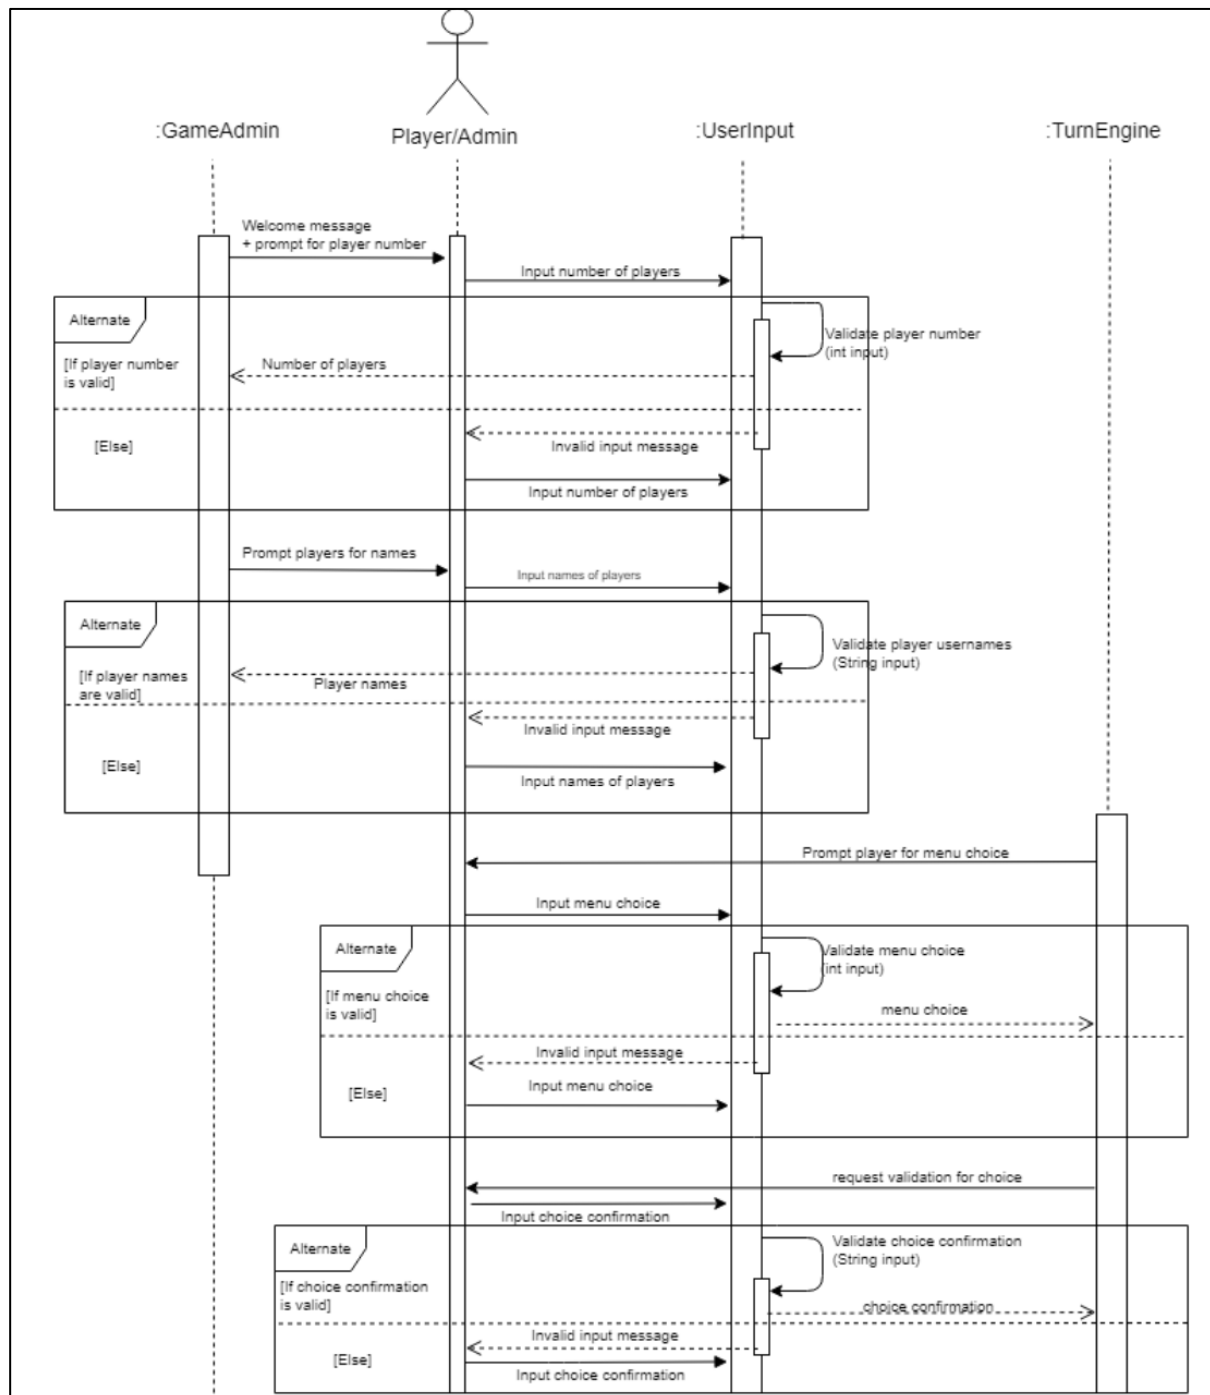 :GameAdmin
Player/Admin
:UserInput
:TurnEngine
Welcome message
+ prompt for player number
Input number of players
Alternate
Validate player number
(int input)
[If player number
is valid]
Number of players
[Else]
Invalid input message
Input number of players
Prompt players for names
Input names of players
Alternate
Validate player usernames
(String input)
[If player names
are valid]
Player names
Invalid input message
[Else]
Input names of players
Prompt player for menu choice
Input menu choice
Alternate
Validate menu choice
(int input)
[If menu choice
is valid]
menu choice
Invalid input message
Input menu choice
[Else]
request validation for choice
Input choice confirmation
Alternate
Validate choice confirmation
(String input)
[If choice confirmation
is valid]
choice confirmation
Invalid input message
[Else]
Input choice confirmation